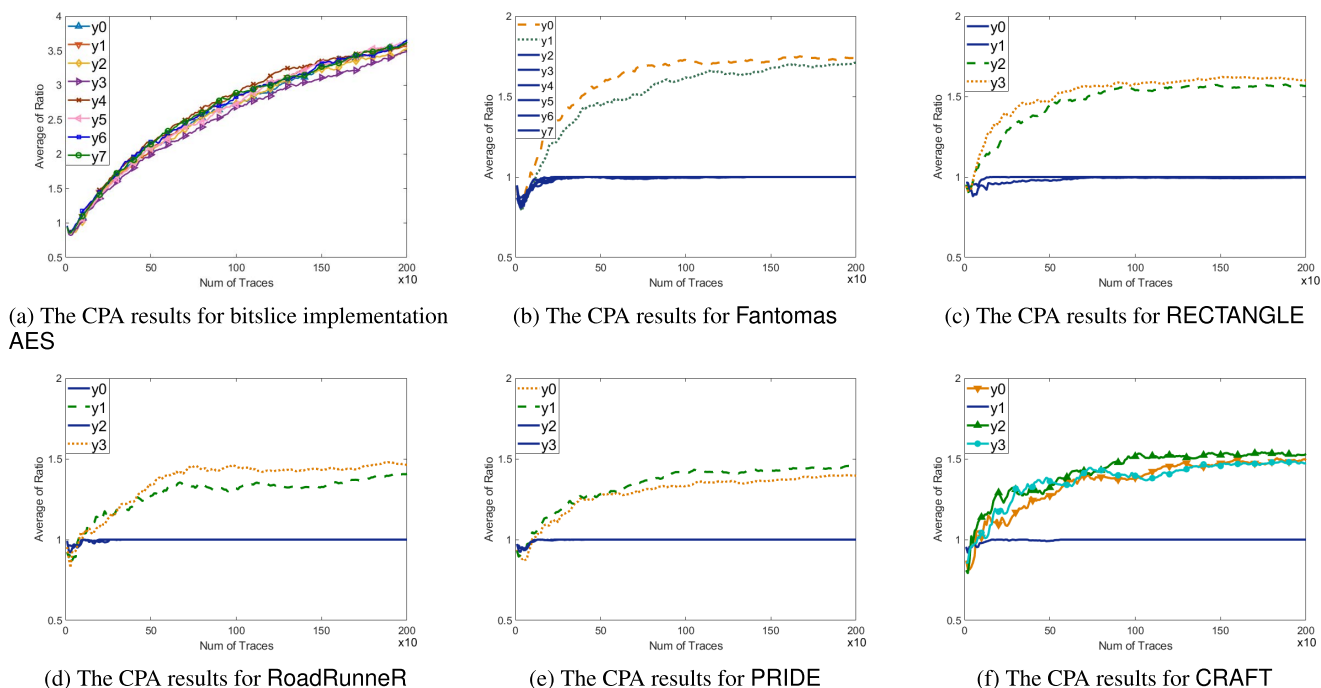 4
3.5
3
2.5
2
1.5
1
0.5
Average of Ratio
y0
y1
y2
y3
y4
y5
y6
y7
0 50 100 150 200
x10
Num of Traces
(a) The CPA results for bitslice implementation
AES
2
1.5
1
0.5
Average of Ratio
y0
y1
y2
y3
y4
y5
y6
y7
0 50 100 150 200
x10
Num of Traces
(b) The CPA results for Fantomas
2
1.5
1
0.5
Average of Ratio
y0
y1
y2
y3
0 50 100 150 200
x10
Num of Traces
(c) The CPA results for RECTANGLE
2
1.5
1
0.5
Average of Ratio
y0
y1
y2
y3
0 50 100 150 200
x10
Num of Traces
(d) The CPA results for RoadRunneR
2
1.5
1
0.5
Average of Ratio
y0
y1
y2
y3
0 50 100 150 200
x10
Num of Traces
(e) The CPA results for PRIDE
2
1.5
1
0.5
Average of Ratio
y0
y1
y2
y3
0 50 100 150 200
x10
Num of Traces
(f) The CPA results for CRAFT